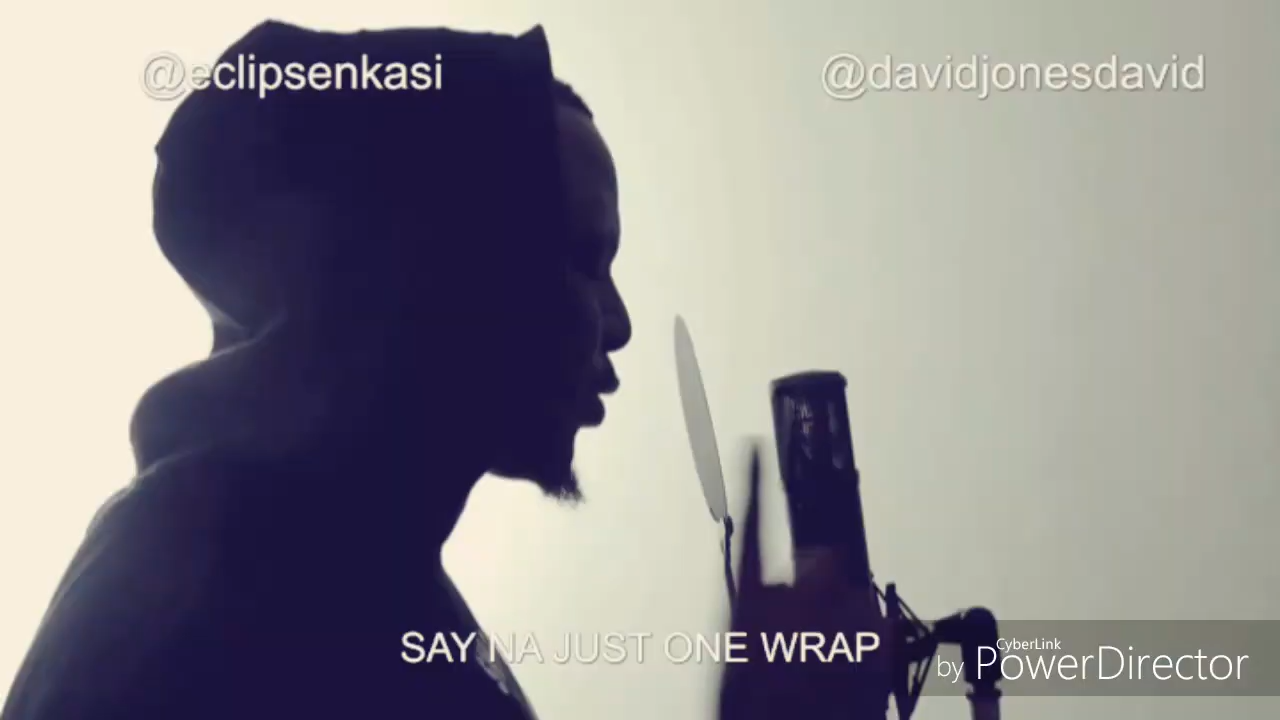 @eclipsenkasi
@davidjonesdavid
SAY NA JUST ONE WRAP
CyberLink
by PowerDirector